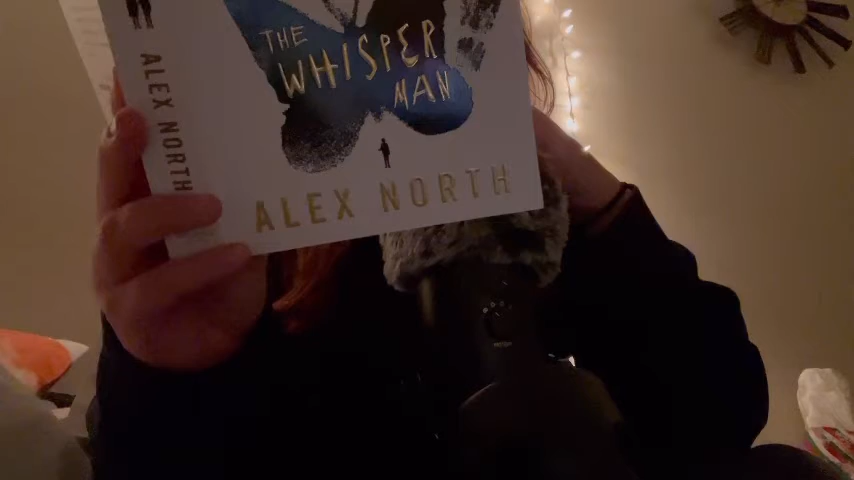 THE
WHISPER
MAN
ALEX NORTH
ALEX NORTH